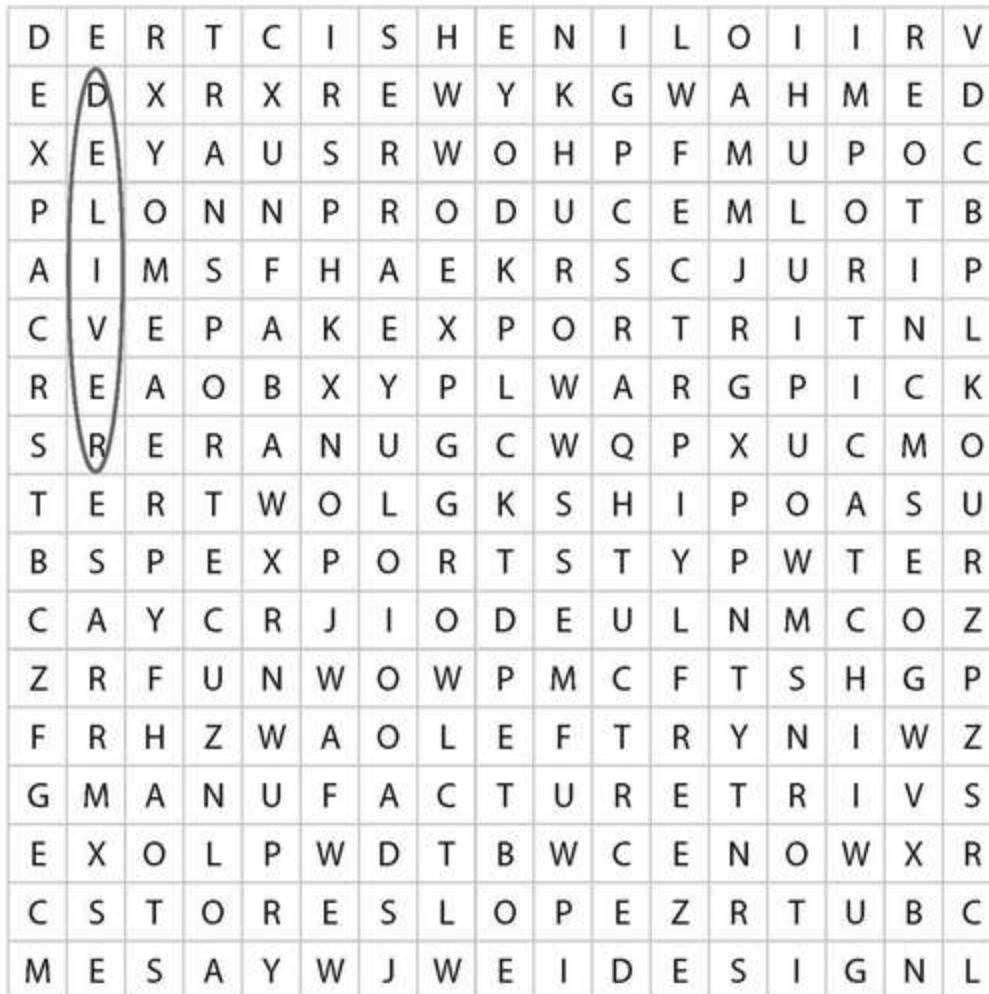 D E R T C I S H E N I L O I I R V
E D X R X R E W Y K G W A H M E D
X E Y A U S R W O H P F M U P O C
P L O N N P R O D U C E M L O T B
A I M S F H A E K R S C J U R I P
C V E P A K E X P O R T R I T N L
R E A O B X Y P L W A R G P I C K
S R E R A N U G C W Q P X U C M O
T E R T W O L G K S H I P O A S U
B S P E X P O R T S T Y P W T E R
C A Y C R J I O D E U L N M C O Z
Z R F U N W O W P M C F T S H G P
F R H Z W A O L E F T R Y N I W Z
G M A N U F A C T U R E T R I V S
E X O L P W D T B W C E N O W X R
C S T O R E S L O P E Z R T U B C
M E S A Y W J W E I D E S I G N L